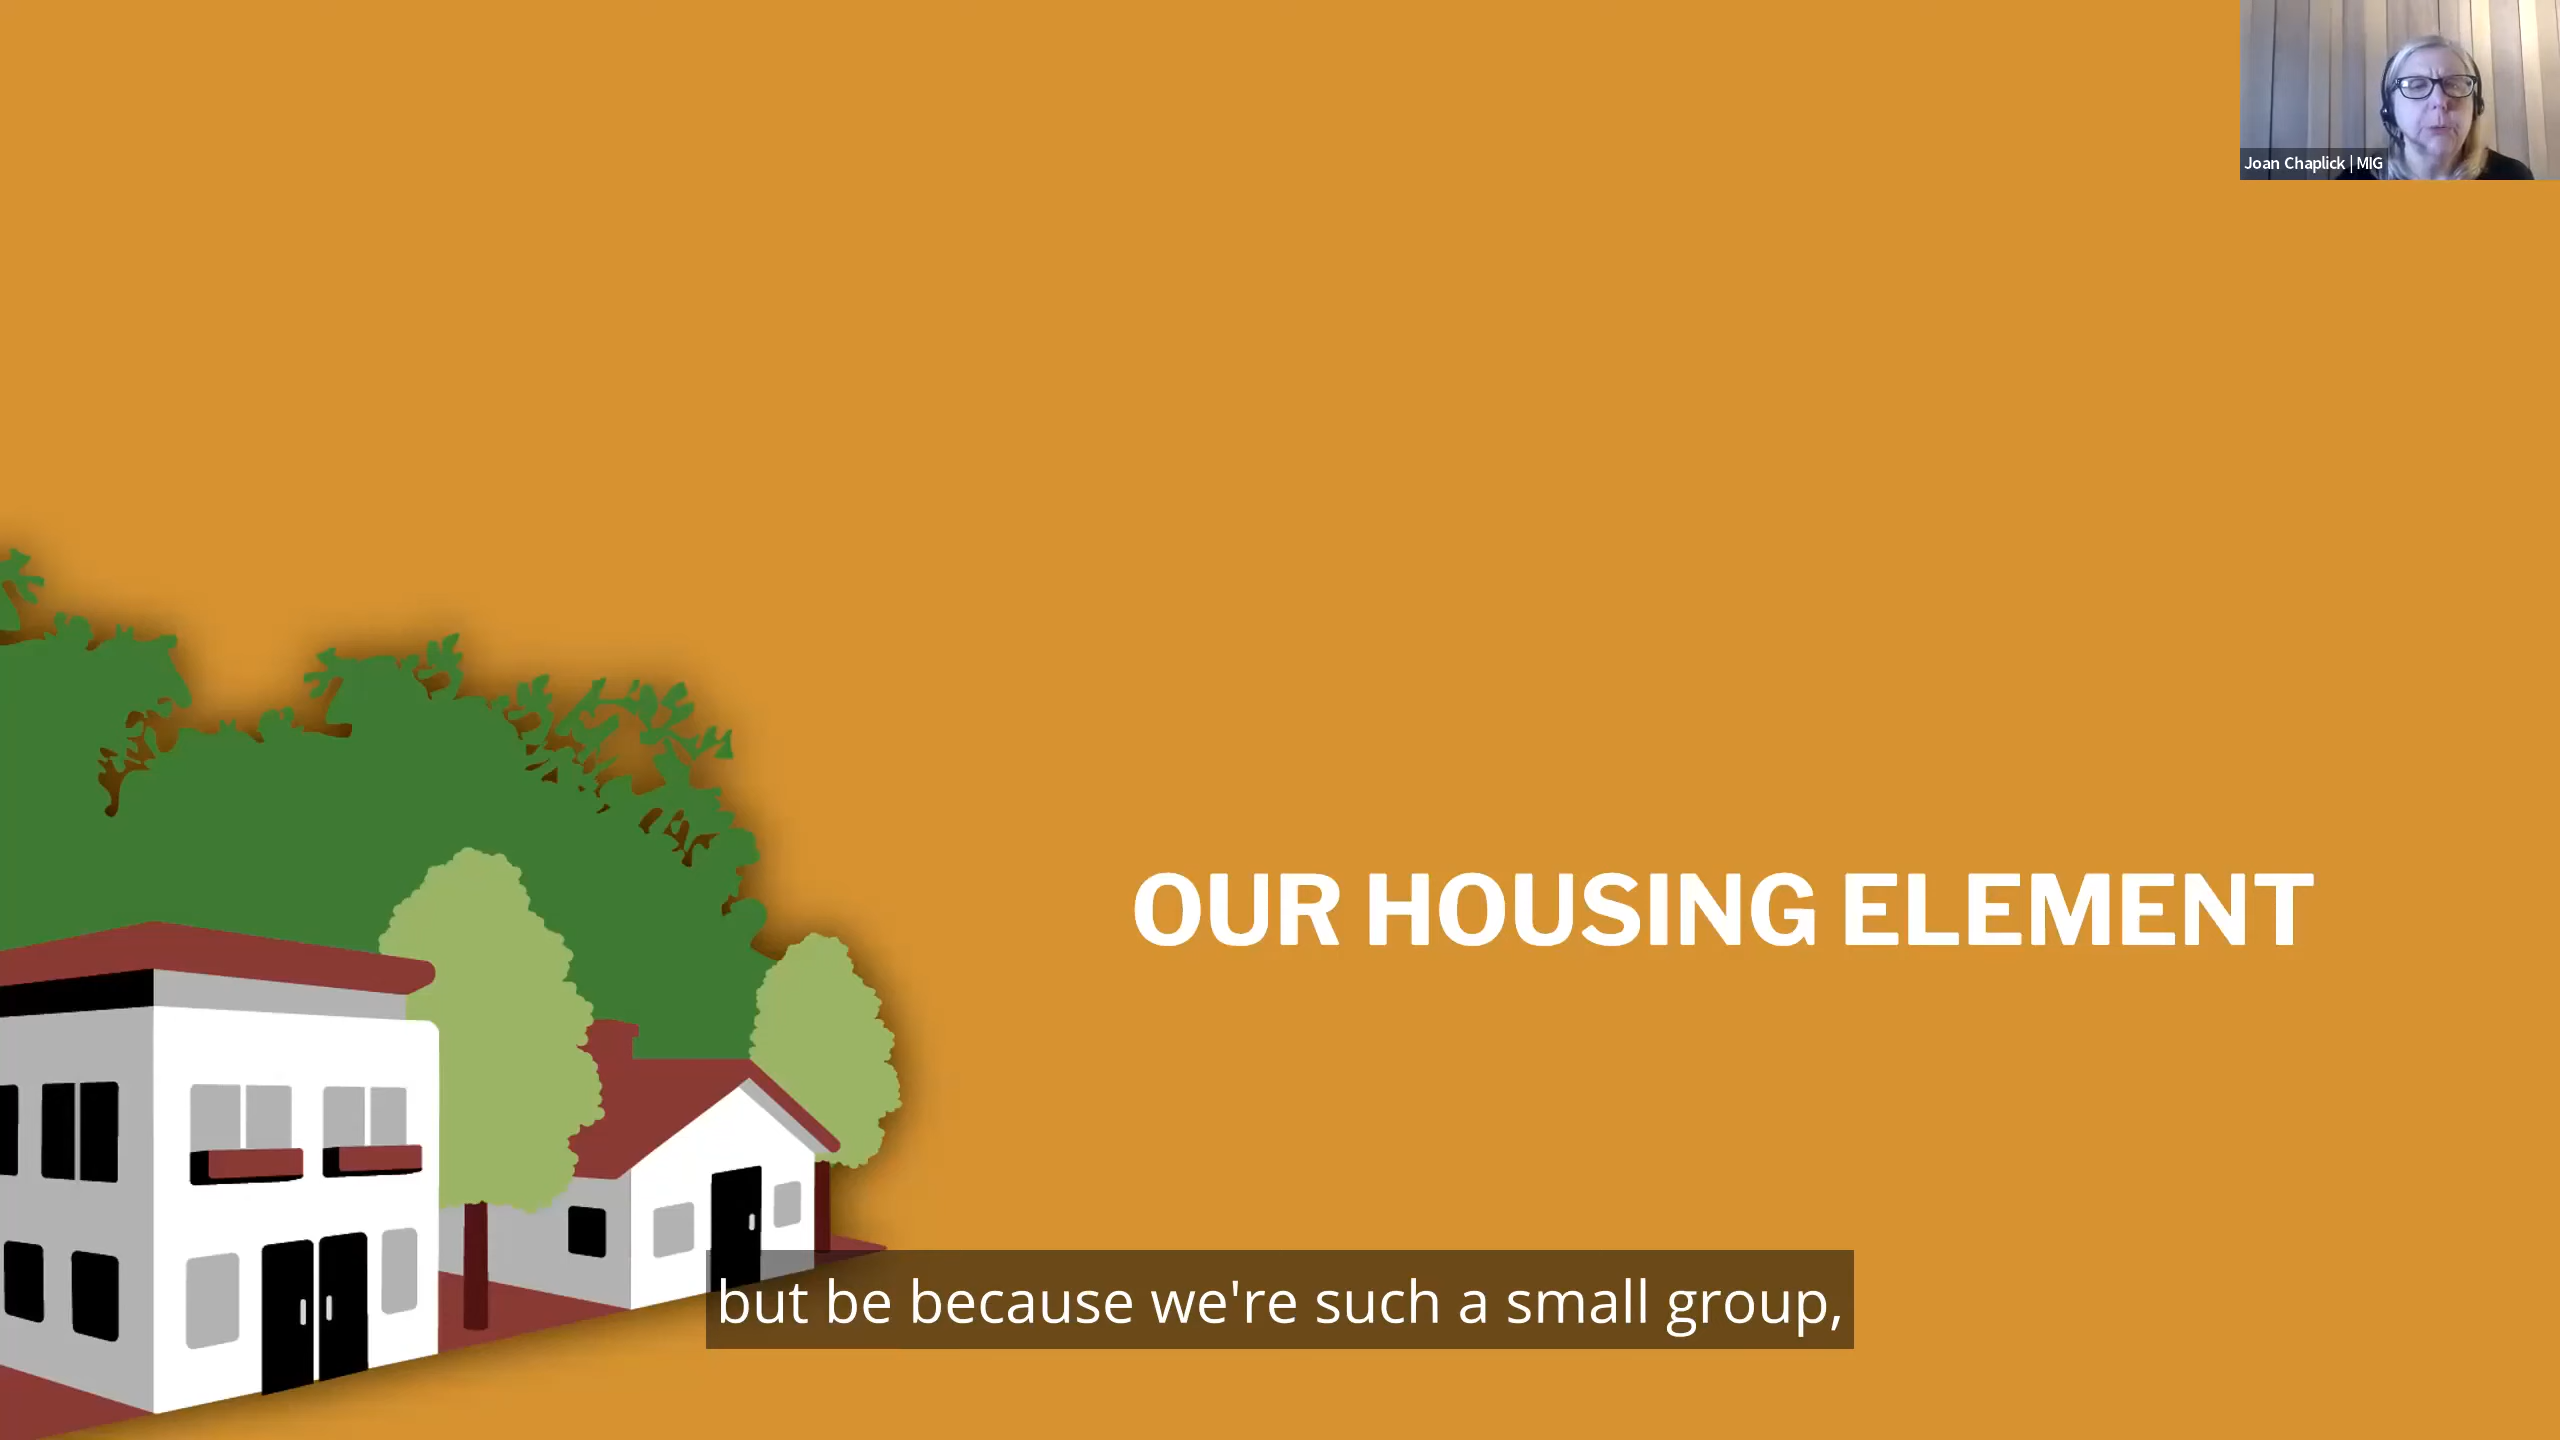 Joan Chaplick | MIG
OUR HOUSING ELEMENT
but be because we're such a small group,